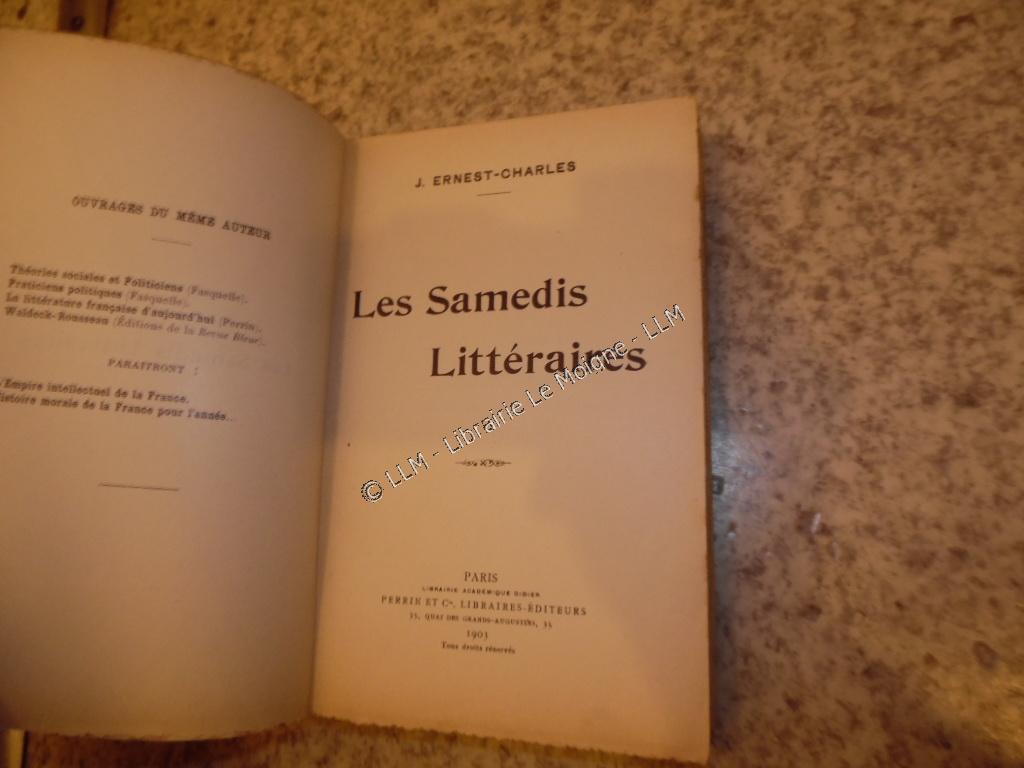 OUVRAGES DU MÊME AUTEUR
Théories sociales et Politiciens (Fasquelle).
Praticiens politiques (Fasquelle).
La littérature française d'aujourd'hui (Perrin).
Waldeck-Rousseau (Éditions de la Revue Bleue).
PARAITRONT :
L'Empire intellectuel de la France.
Histoire morale de la France pour l'année..
J. ERNEST-CHARLES
Les Samedis
Littéraires
PARIS
LIBRAIRIE ACADÉMIQUE DIDIER
PERRIN ET Cie, LIBRAIRES-ÉDITEURS
35, QUAI DES GRANDS-AUGUSTINS, 35
1903
Tous droits réservés
© LLM - Librairie Le Moigne - LLM